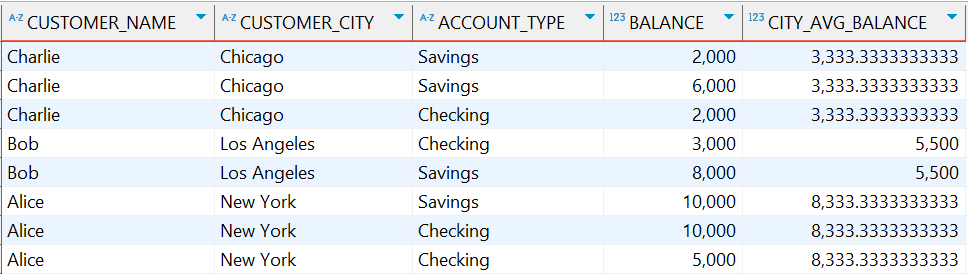 A-Z CUSTOMER_NAME A-Z CUSTOMER_CITY A-Z ACCOUNT_TYPE 123 BALANCE 123 CITY_AVG_BALANCE
Charlie Chicago Savings 2,000 3,333.3333333333
Charlie Chicago Savings 6,000 3,333.3333333333
Charlie Chicago Checking 2,000 3,333.3333333333
Bob Los Angeles Checking 3,000 5,500
Bob Los Angeles Savings 8,000 5,500
Alice New York Savings 10,000 8,333.3333333333
Alice New York Checking 10,000 8,333.3333333333
Alice New York Checking 5,000 8,333.3333333333